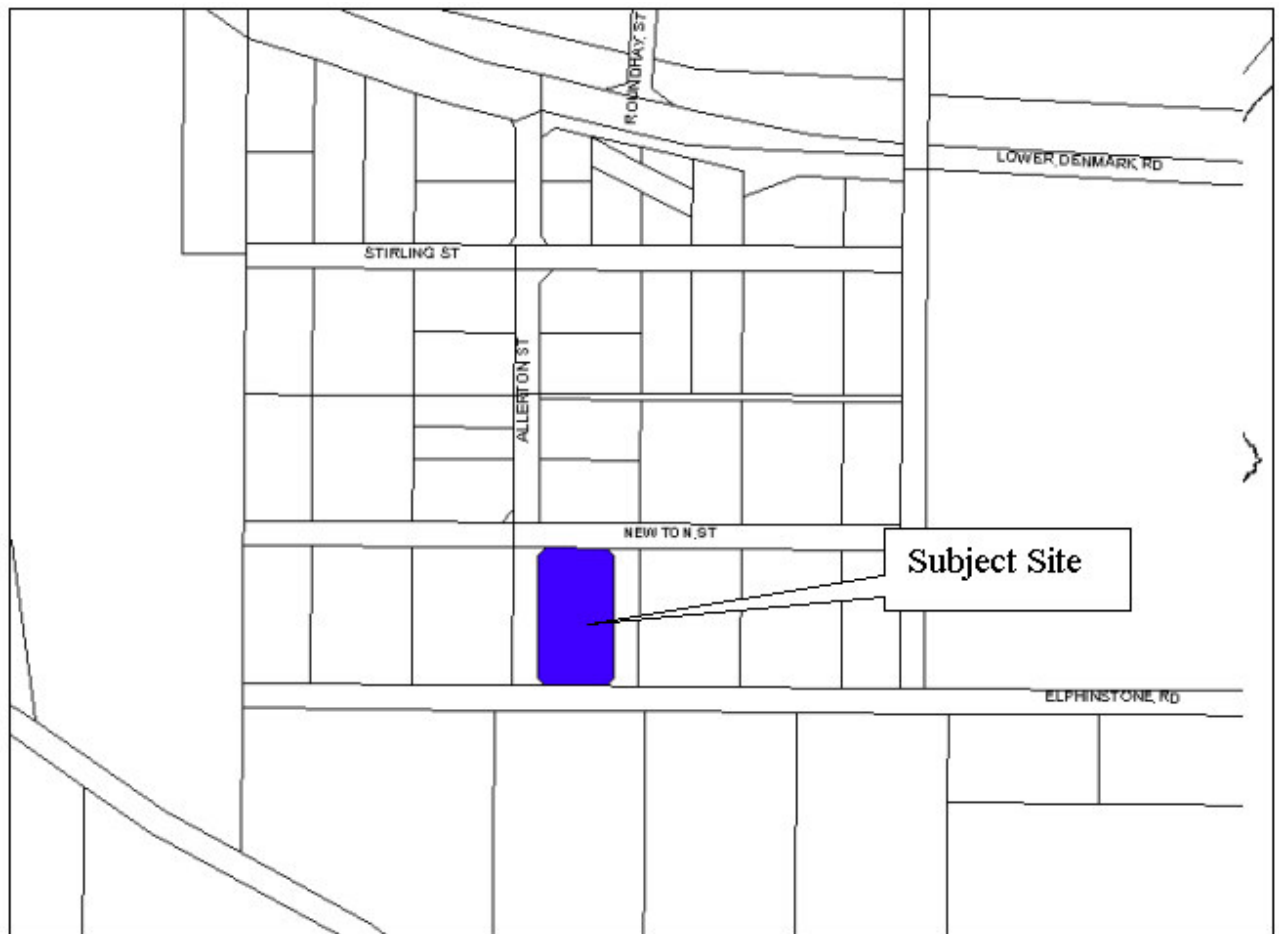 ROUNDHAY ST
LOWER DENMARK RD
STIRLING ST
ALLERTON ST
NEWTON ST
Subject Site
ELPHINSTONE RD